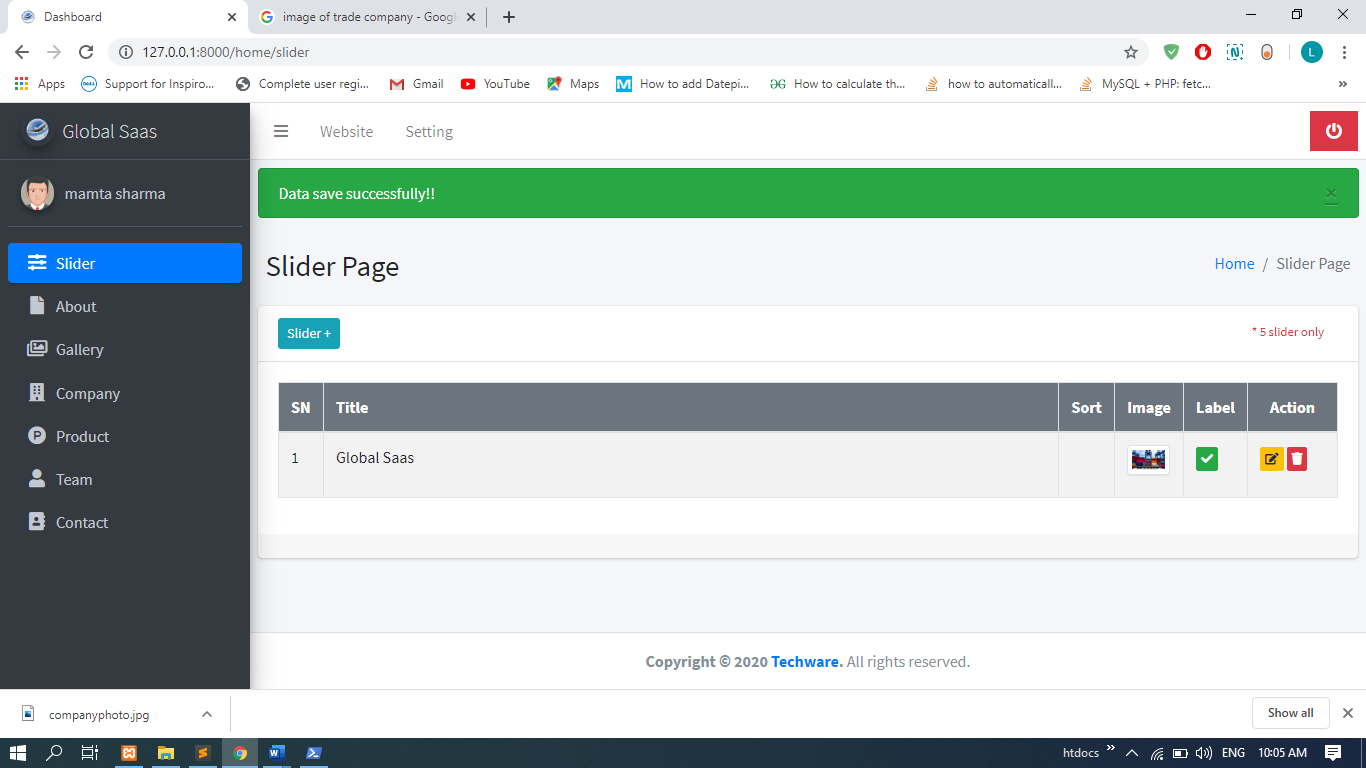 Dashboard
image of trade company - Goog
127.0.0.1:8000/home/slider
L
Apps
Support for Inspiro...
Complete user regi...
Gmail
YouTube
Maps
How to add Datepi...
How to calculate th...
how to automaticall...
MySQL + PHP: fetc...
»
Global Saas
Website
Setting
Data save successfully!!
×
mamta sharma
Slider
About
Gallery
Company
Product
Team
Contact
Slider Page
Home / Slider Page
Slider +
* 5 slider only
SN Title Sort Image Label Action
1 Global Saas
Copyright © 2020 Techware. All rights reserved.
companyphoto.jpg
Show all
htdocs
»
ENG
10:05 AM